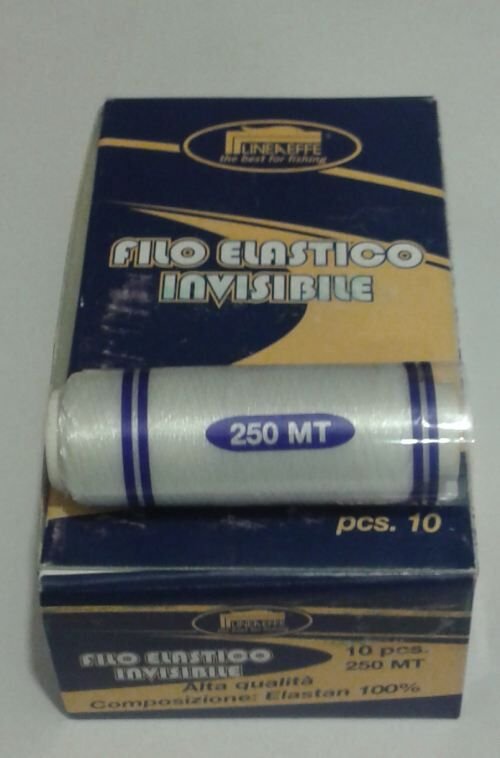 LINEAEFFE
the best for fishing
FILO ELASTICO
INVISIBILE
250 MT
pcs. 10
LINEAEFFE
FILO ELASTICO
INVISIBILE
10 pcs.
250 MT
Alta qualità
Composizione: Elastan 100%